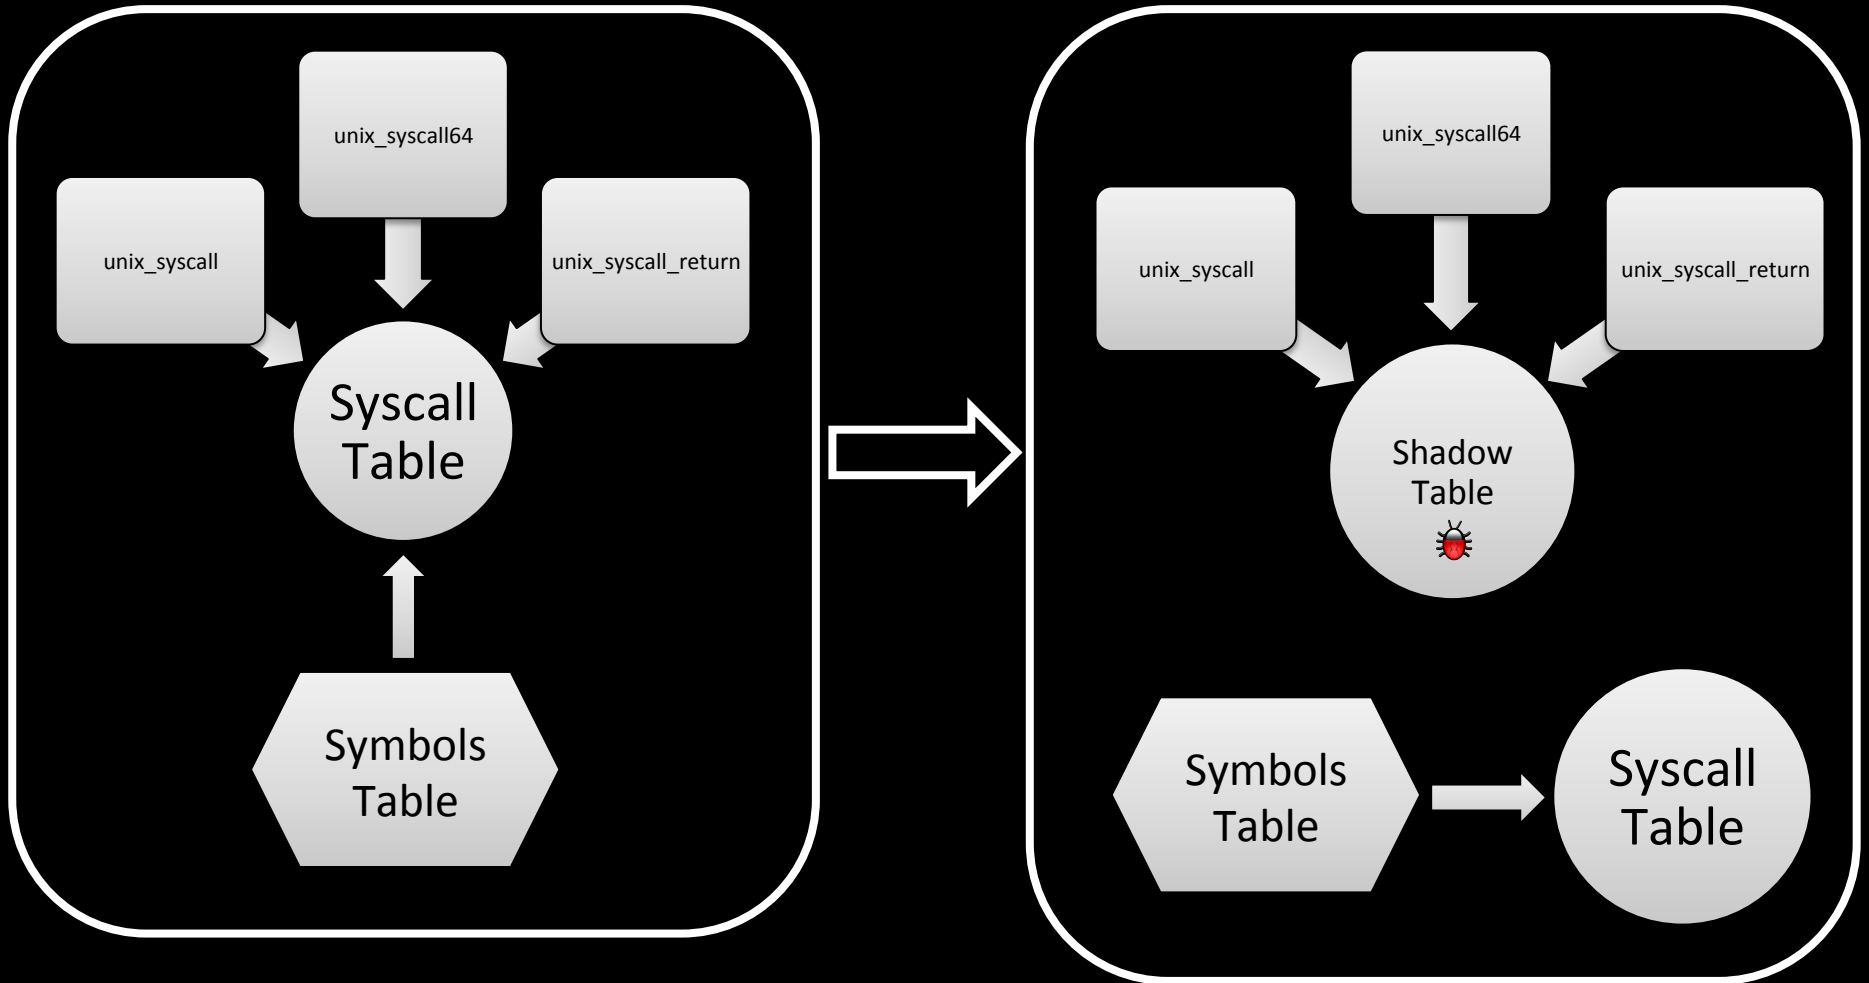 unix_syscall64
unix_syscall
unix_syscall_return
Syscall
Table
Symbols
Table
unix_syscall64
unix_syscall
unix_syscall_return
Shadow
Table
Symbols
Table
Syscall
Table